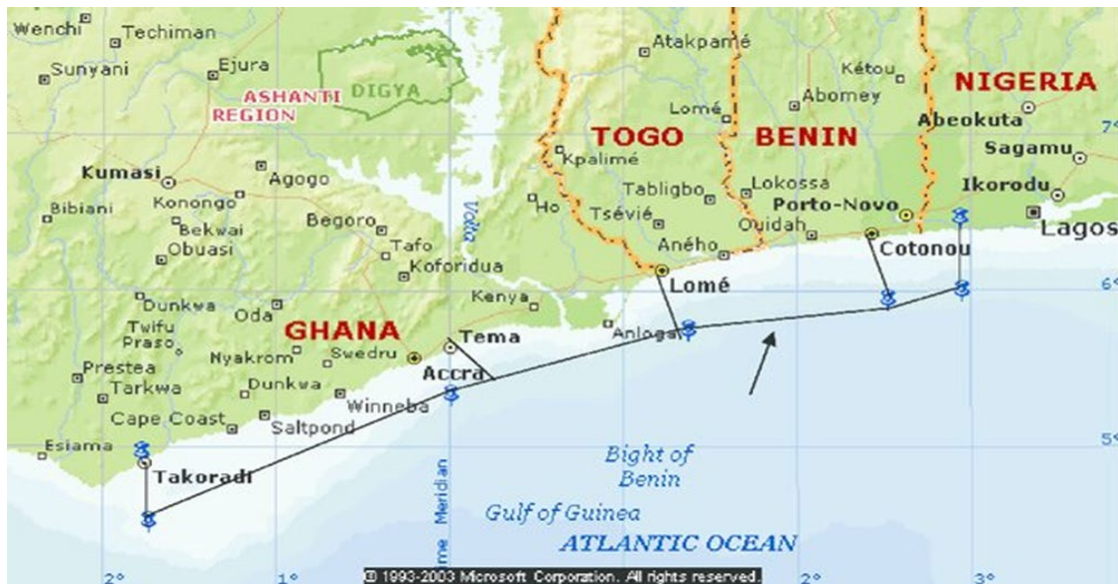 Wenchi
Techiman
Sunyani
Ejura
ASHANTI
REGION
DIGYA
Atakpamé
Kétou
NIGERIA
Lomé
Abomey
Abeokuta
7°
TOGO
BENIN
Sagamu
Kumasi
Agogo
Kpalimé
Konongo
Ho
Tabligbo
Lokossa
Ikorodu
Bibiani
Bekwai
Begoro
Volta
Tsévié
Porto-Novo
Lagos
Obuasi
Tafo
Ouidah
Koforidua
Aného
Cotonou
Dunkwa
Oda
Kenya
Lomé
6°
Twifu
Praso
GHANA
Tema
Anloga
Nyakrom
Swedru
Prestea
Accra
Tarkwa
Dunkwa
Winneba
Cape Coast
Saltpond
Esiama
5°
Takoradi
Bight of
Benin
Gulf of Guinea
me Meridian
ATLANTIC OCEAN
2°
1°
1°
2°
3°
© 1993-2003 Microsoft Corporation. All rights reserved.